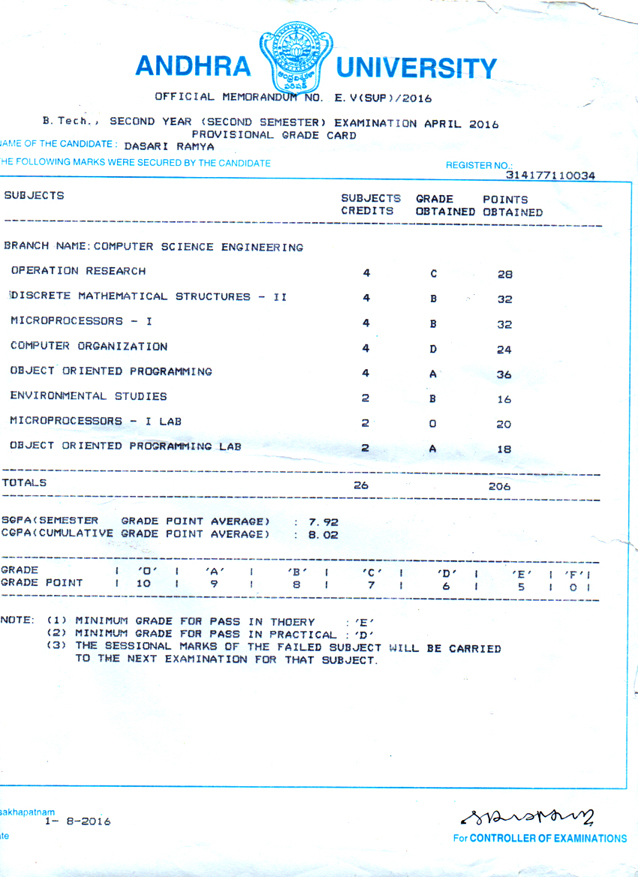 ANDHRA UNIVERSITY
OFFICIAL MEMORANDUM NO. E.V(SUP)/2016
B.Tech., SECOND YEAR (SECOND SEMESTER) EXAMINATION APRIL 2016
PROVISIONAL GRADE CARD
AME OF THE CANDIDATE: DASARI RAMYA
HE FOLLOWING MARKS WERE SECURED BY THE CANDIDATE
REGISTER NO.: 314177110034
SUBJECTS SUBJECTS GRADE POINTS
CREDITS OBTAINED OBTAINED
BRANCH NAME:COMPUTER SCIENCE ENGINEERING
OPERATION RESEARCH 4 C 28
DISCRETE MATHEMATICAL STRUCTURES - II 4 B 32
MICROPROCESSORS - I 4 B 32
COMPUTER ORGANIZATION 4 D 24
OBJECT ORIENTED PROGRAMMING 4 A 36
ENVIRONMENTAL STUDIES 2 B 16
MICROPROCESSORS - I LAB 2 O 20
OBJECT ORIENTED PROGRAMMING LAB 2 A 18
TOTALS 26 206
SGPA(SEMESTER GRADE POINT AVERAGE) : 7.92
CGPA(CUMULATIVE GRADE POINT AVERAGE) : 8.02
GRADE | 'O' | 'A' | 'B' | 'C' | 'D' | 'E' | 'F'|
GRADE POINT | 10 | 9 | 8 | 7 | 6 | 5 | 0 |
NOTE: (1) MINIMUM GRADE FOR PASS IN THOERY : 'E'
(2) MINIMUM GRADE FOR PASS IN PRACTICAL : 'D'
(3) THE SESSIONAL MARKS OF THE FAILED SUBJECT WILL BE CARRIED
TO THE NEXT EXAMINATION FOR THAT SUBJECT.
sakhapatnam
1- 8-2016
te
For CONTROLLER OF EXAMINATIONS